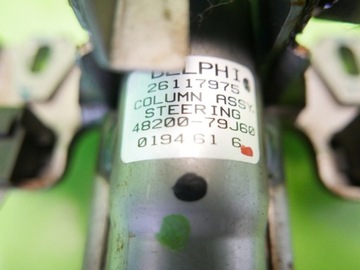 DELPHI
26117975
COLUMN ASSY.
STEERING
48200-79J60
0194 61 6